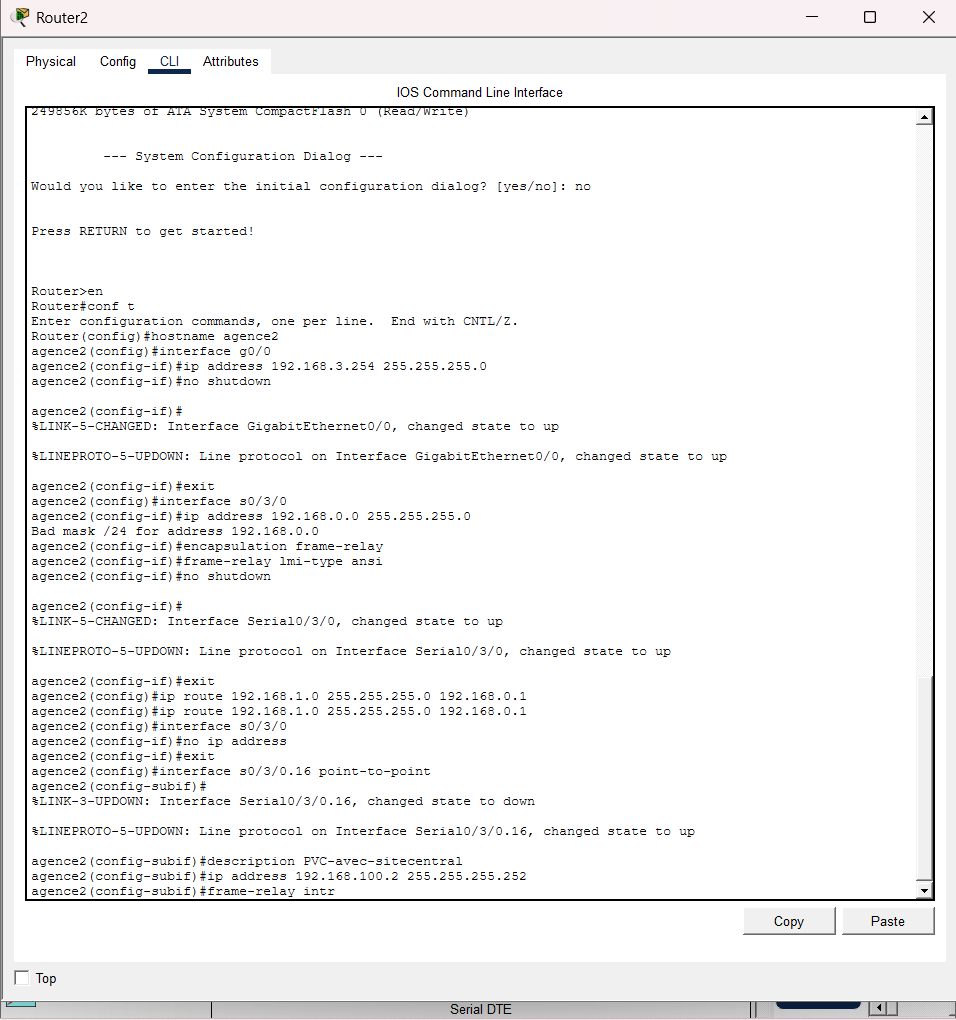 Router2
Physical Config CLI Attributes
IOS Command Line Interface
249856K bytes of ATA System CompactFlash 0 (Read/Write)
--- System Configuration Dialog ---
Would you like to enter the initial configuration dialog? [yes/no]: no
Press RETURN to get started!
Router>en
Router#conf t
Enter configuration commands, one per line.  End with CNTL/Z.
Router(config)#hostname agence2
agence2(config)#interface g0/0
agence2(config-if)#ip address 192.168.3.254 255.255.255.0
agence2(config-if)#no shutdown
agence2(config-if)#
%LINK-5-CHANGED: Interface GigabitEthernet0/0, changed state to up
%LINEPROTO-5-UPDOWN: Line protocol on Interface GigabitEthernet0/0, changed state to up
agence2(config-if)#exit
agence2(config)#interface s0/3/0
agence2(config-if)#ip address 192.168.0.0 255.255.255.0
Bad mask /24 for address 192.168.0.0
agence2(config-if)#encapsulation frame-relay
agence2(config-if)#frame-relay lmi-type ansi
agence2(config-if)#no shutdown
agence2(config-if)#
%LINK-5-CHANGED: Interface Serial0/3/0, changed state to up
%LINEPROTO-5-UPDOWN: Line protocol on Interface Serial0/3/0, changed state to up
agence2(config-if)#exit
agence2(config)#ip route 192.168.1.0 255.255.255.0 192.168.0.1
agence2(config)#ip route 192.168.1.0 255.255.255.0 192.168.0.1
agence2(config)#interface s0/3/0
agence2(config-if)#no ip address
agence2(config-if)#exit
agence2(config)#interface s0/3/0.16 point-to-point
agence2(config-subif)#
%LINK-3-UPDOWN: Interface Serial0/3/0.16, changed state to down
%LINEPROTO-5-UPDOWN: Line protocol on Interface Serial0/3/0.16, changed state to up
agence2(config-subif)#description PVC-avec-sitecentral
agence2(config-subif)#ip address 192.168.100.2 255.255.255.252
agence2(config-subif)#frame-relay intr
Copy Paste
Top
Serial DTE